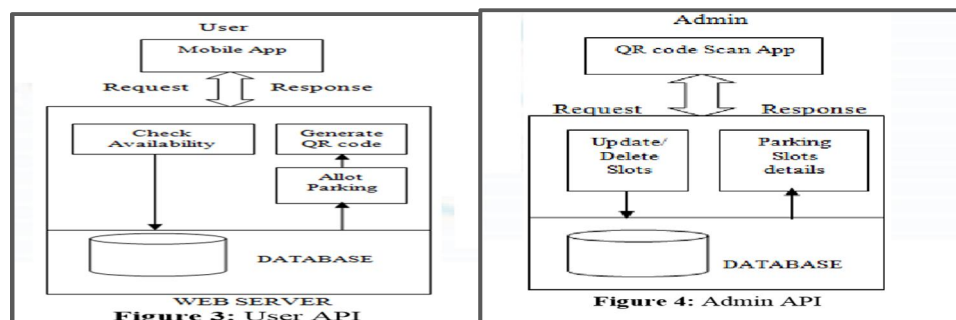 User
Mobile App
Request
Response
Check
Availability
Generate
QR code
Allot
Parking
DATABASE
WEB SERVER
Figure 3: User API
Admin
QR code Scan App
Request
Response
Update/
Delete
Slots
Parking
Slots
details
DATABASE
Figure 4: Admin API